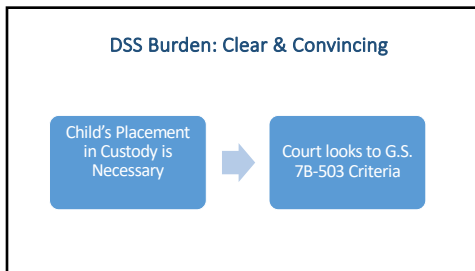 DSS Burden: Clear & Convincing
Child's Placement
in Custody is
Necessary
Court looks to G.S.
7B-503 Criteria